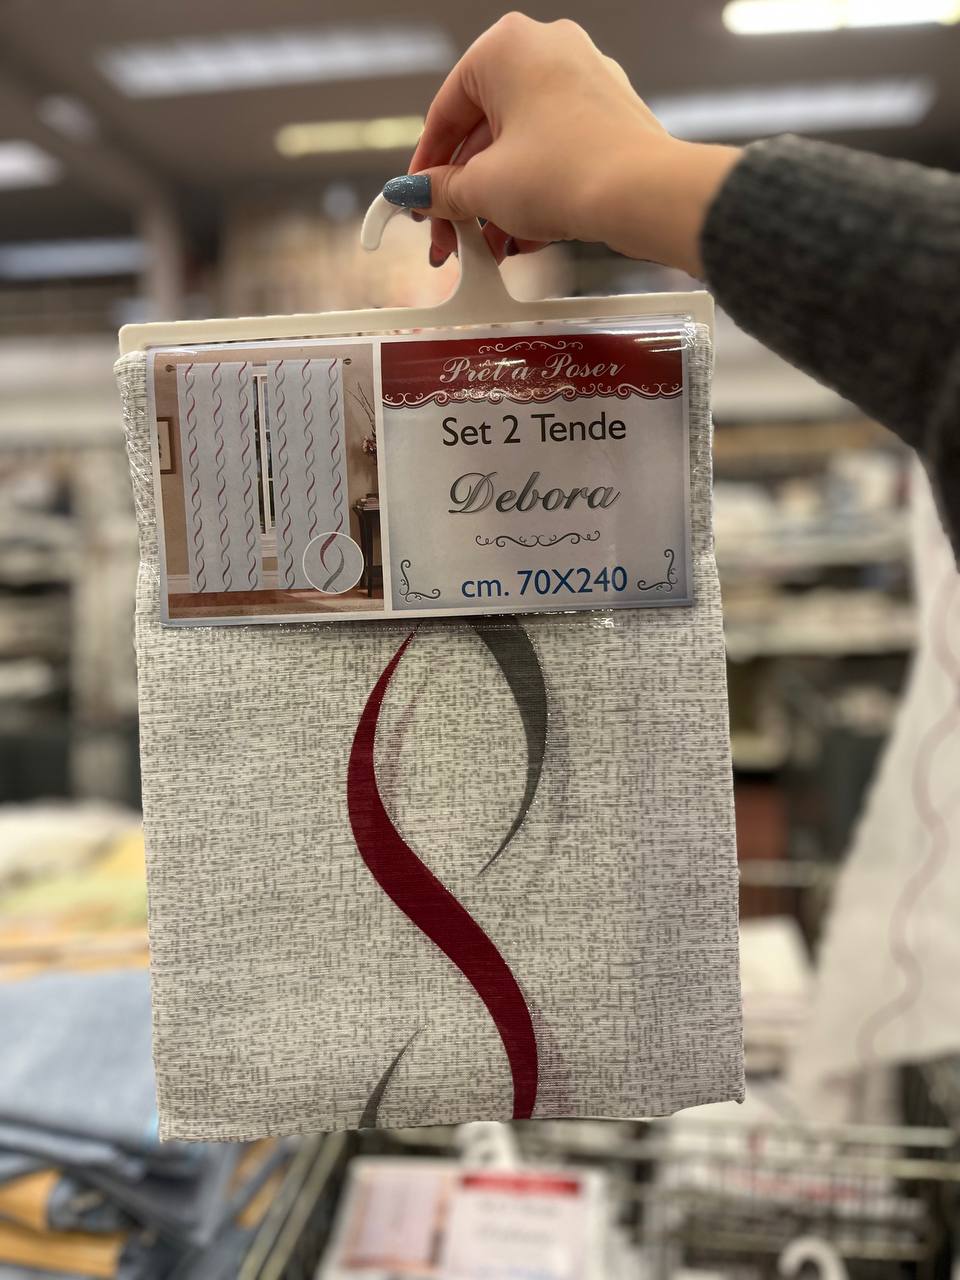 Prêt à Poser
Set 2 Tende
Debora
cm. 70X240